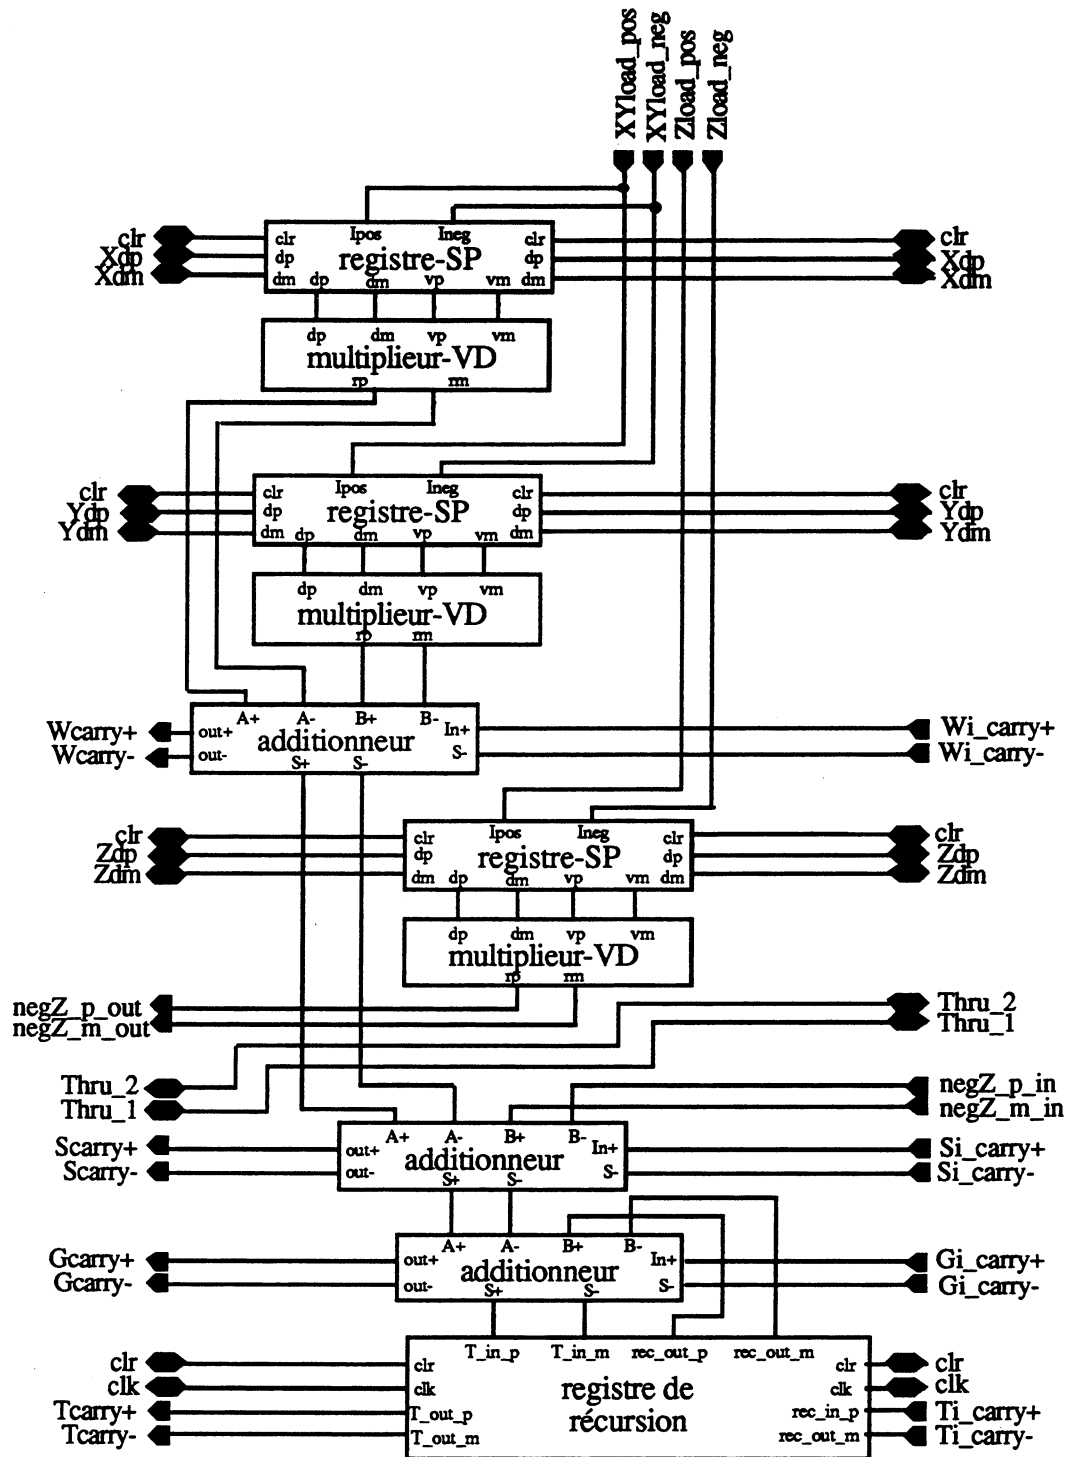 XYload_pos
XYload_neg
Zload_pos
Zload_neg
clr Ipos Ineg clr
Xdp clr registre-SP clr Xdp
Xdm dp dp Xdm
dm dp dm vp vm dm
dp dm vp vm
multiplieur-VD
rp rm
clr Ipos Ineg clr
Ydp clr registre-SP clr Ydp
Ydm dp dp Ydm
dm dp dm vp vm dm
dp dm vp vm
multiplieur-VD
rp rm
A+ A- B+ B-
Wcarry+ out+ additionneur In+ Wi_carry+
Wcarry- out- S- Wi_carry-
S+ S-
clr Ipos Ineg clr
Zdp clr registre-SP clr Zdp
Zdm dp dp Zdm
dm dp dm vp vm dm
dp dm vp vm
multiplieur-VD
rp rm
negZ_p_out Thru_2
negZ_m_out Thru_1
Thru_2 negZ_p_in
Thru_1 negZ_m_in
A+ A- B+ B-
Scarry+ out+ additionneur In+ Si_carry+
Scarry- out- S- Si_carry-
S+ S-
A+ A- B+ B-
Gcarry+ out+ additionneur In+ Gi_carry+
Gcarry- out- S- Gi_carry-
S+ S-
T_in_p T_in_m rec_out_p rec_out_m
clr clr clr clr
clk clk registre de clk clk
Tcarry+ T_out_p récursion rec_in_p Ti_carry+
Tcarry- T_out_m rec_out_m Ti_carry-